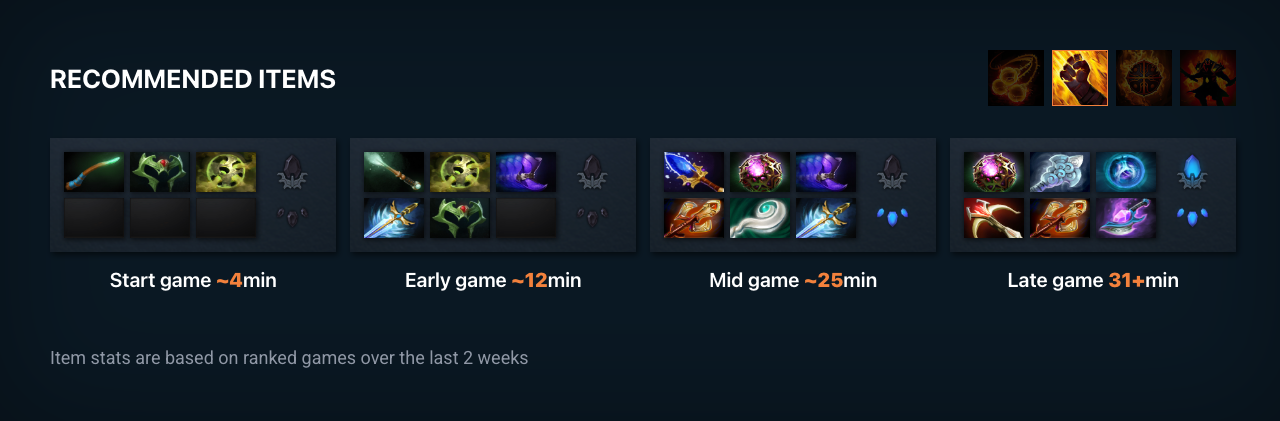 RECOMMENDED ITEMS
Start game ~4min
Early game ~12min
Mid game ~25min
Late game 31+min
Item stats are based on ranked games over the last 2 weeks